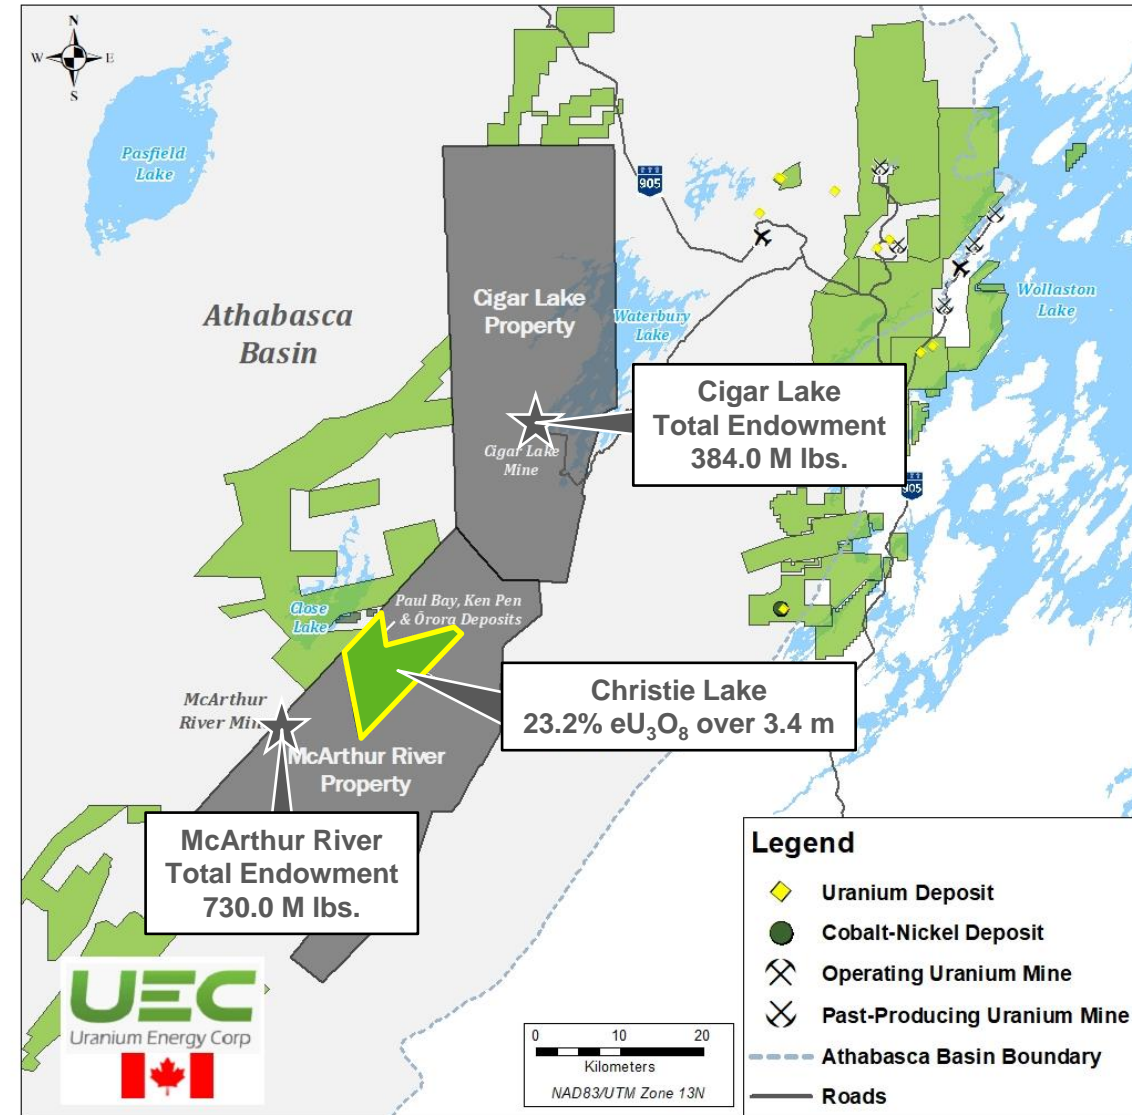 N
W E
S
Pasfield
Lake
905
Cigar Lake
Property
Waterbury
Lake
Wollaston
Lake
Athabasca
Basin
Cigar Lake
Total Endowment
384.0 M lbs.
Cigar Lake
Mine
905
Paul Bay, Ken Pen
& Ōrora Deposits
Close
Lake
Christie Lake
23.2% eU₃O₈ over 3.4 m
McArthur
River Min
McArthur River
Property
McArthur River
Total Endowment
730.0 M lbs.
Legend
Uranium Deposit
Cobalt-Nickel Deposit
Operating Uranium Mine
Past-Producing Uranium Mine
Athabasca Basin Boundary
Roads
UEC
Uranium Energy Corp
0 10 20
Kilometers
NAD83/UTM Zone 13N